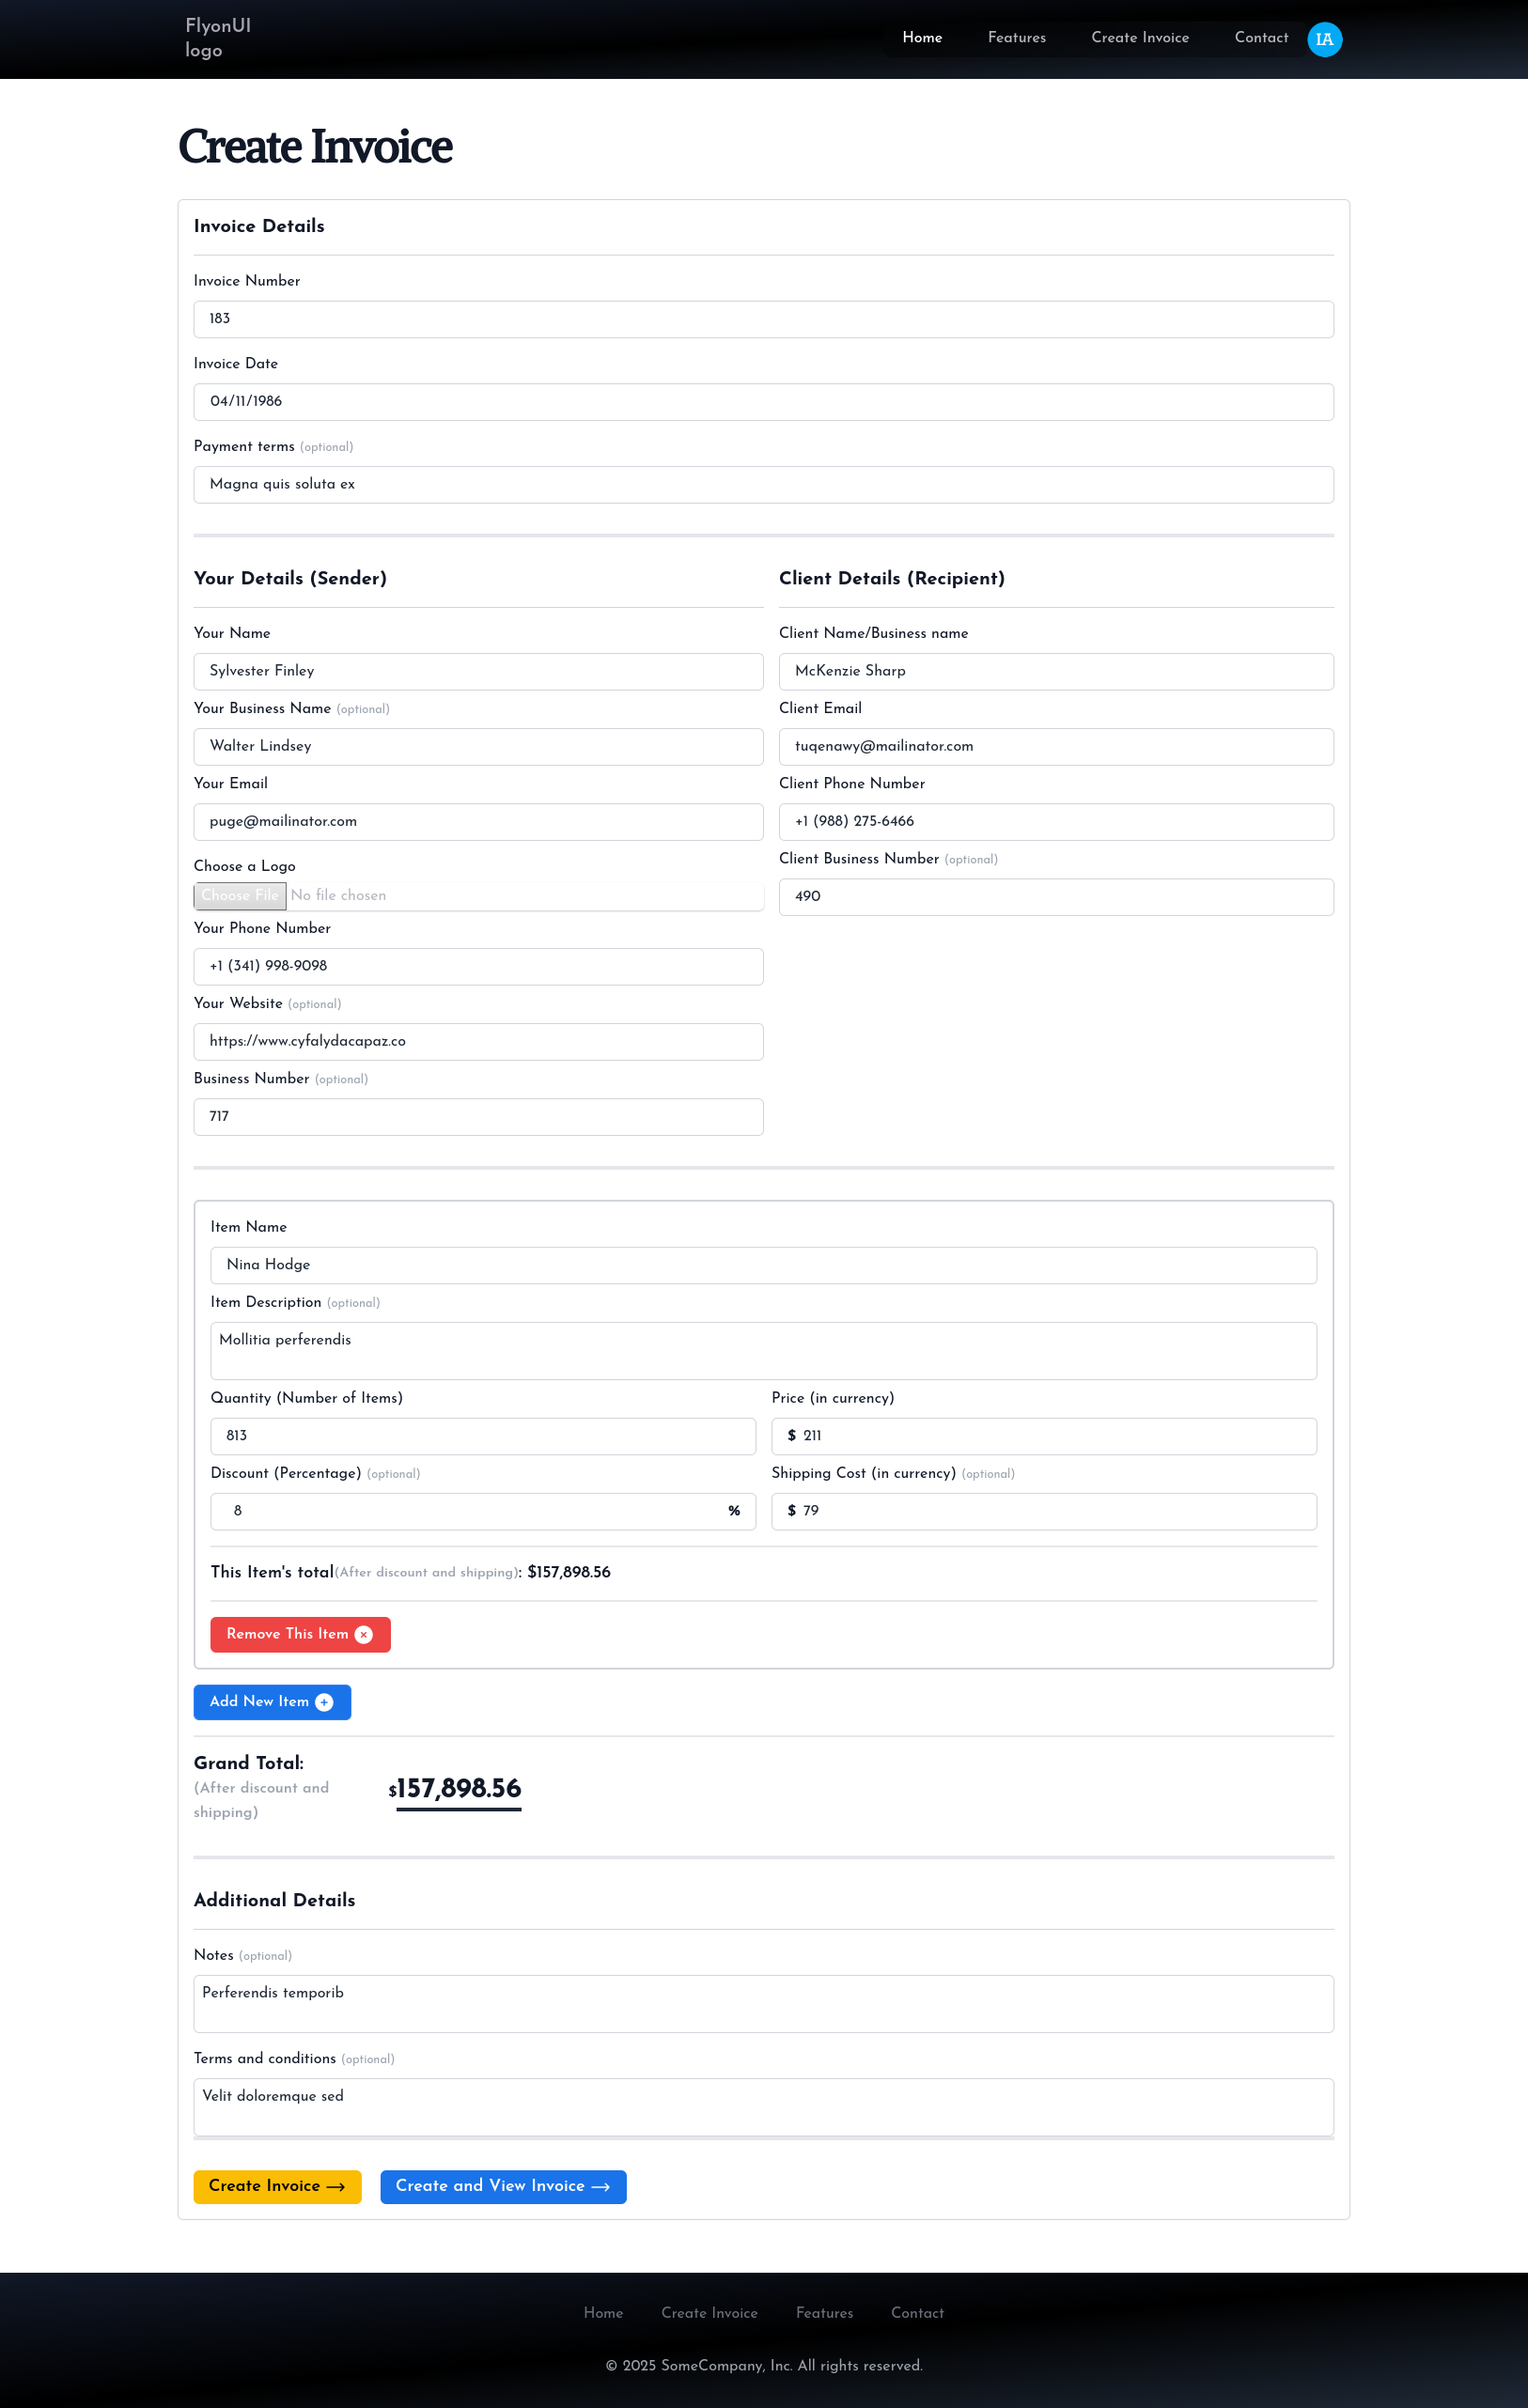 FlyonUI
logo
Home Features Create Invoice Contact IA
Create Invoice
Invoice Details
Invoice Number
183
Invoice Date
04/11/1986
Payment terms (optional)
Magna quis soluta ex
Your Details (Sender)
Your Name
Sylvester Finley
Your Business Name (optional)
Walter Lindsey
Your Email
puge@mailinator.com
Choose a Logo
Choose File No file chosen
Your Phone Number
+1 (341) 998-9098
Your Website (optional)
https://www.cyfalydacapaz.co
Business Number (optional)
717
Client Details (Recipient)
Client Name/Business name
McKenzie Sharp
Client Email
tuqenawy@mailinator.com
Client Phone Number
+1 (988) 275-6466
Client Business Number (optional)
490
Item Name
Nina Hodge
Item Description (optional)
Mollitia perferendis
Quantity (Number of Items) Price (in currency)
813 $ 211
Discount (Percentage) (optional) Shipping Cost (in currency) (optional)
8 % $ 79
This Item's total(After discount and shipping): $157,898.56
Remove This Item
Add New Item
Grand Total:
(After discount and
shipping)
$157,898.56
Additional Details
Notes (optional)
Perferendis temporib
Terms and conditions (optional)
Velit doloremque sed
Create Invoice Create and View Invoice
Home Create Invoice Features Contact
© 2025 SomeCompany, Inc. All rights reserved.